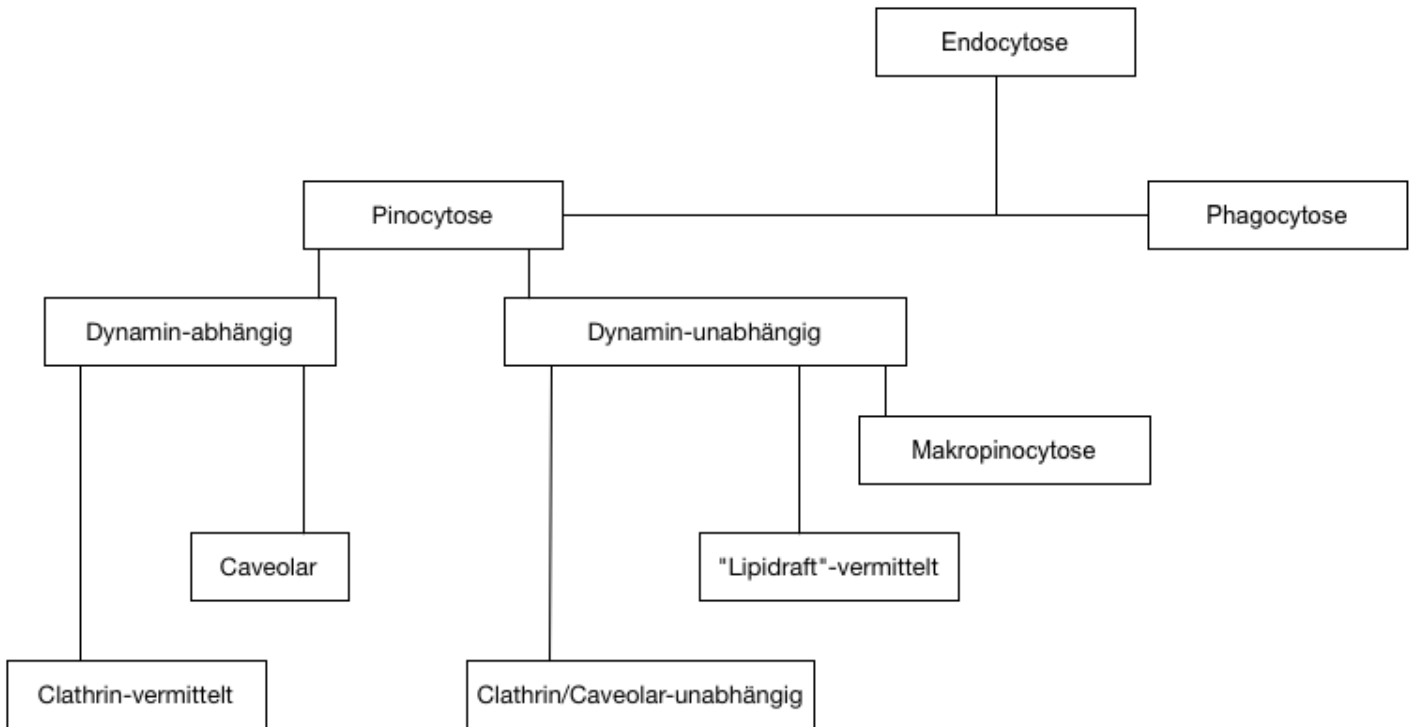 Endocytose
Pinocytose
Phagocytose
Dynamin-abhängig
Dynamin-unabhängig
Makropinocytose
Caveolar
"Lipidraft"-vermittelt
Clathrin-vermittelt
Clathrin/Caveolar-unabhängig